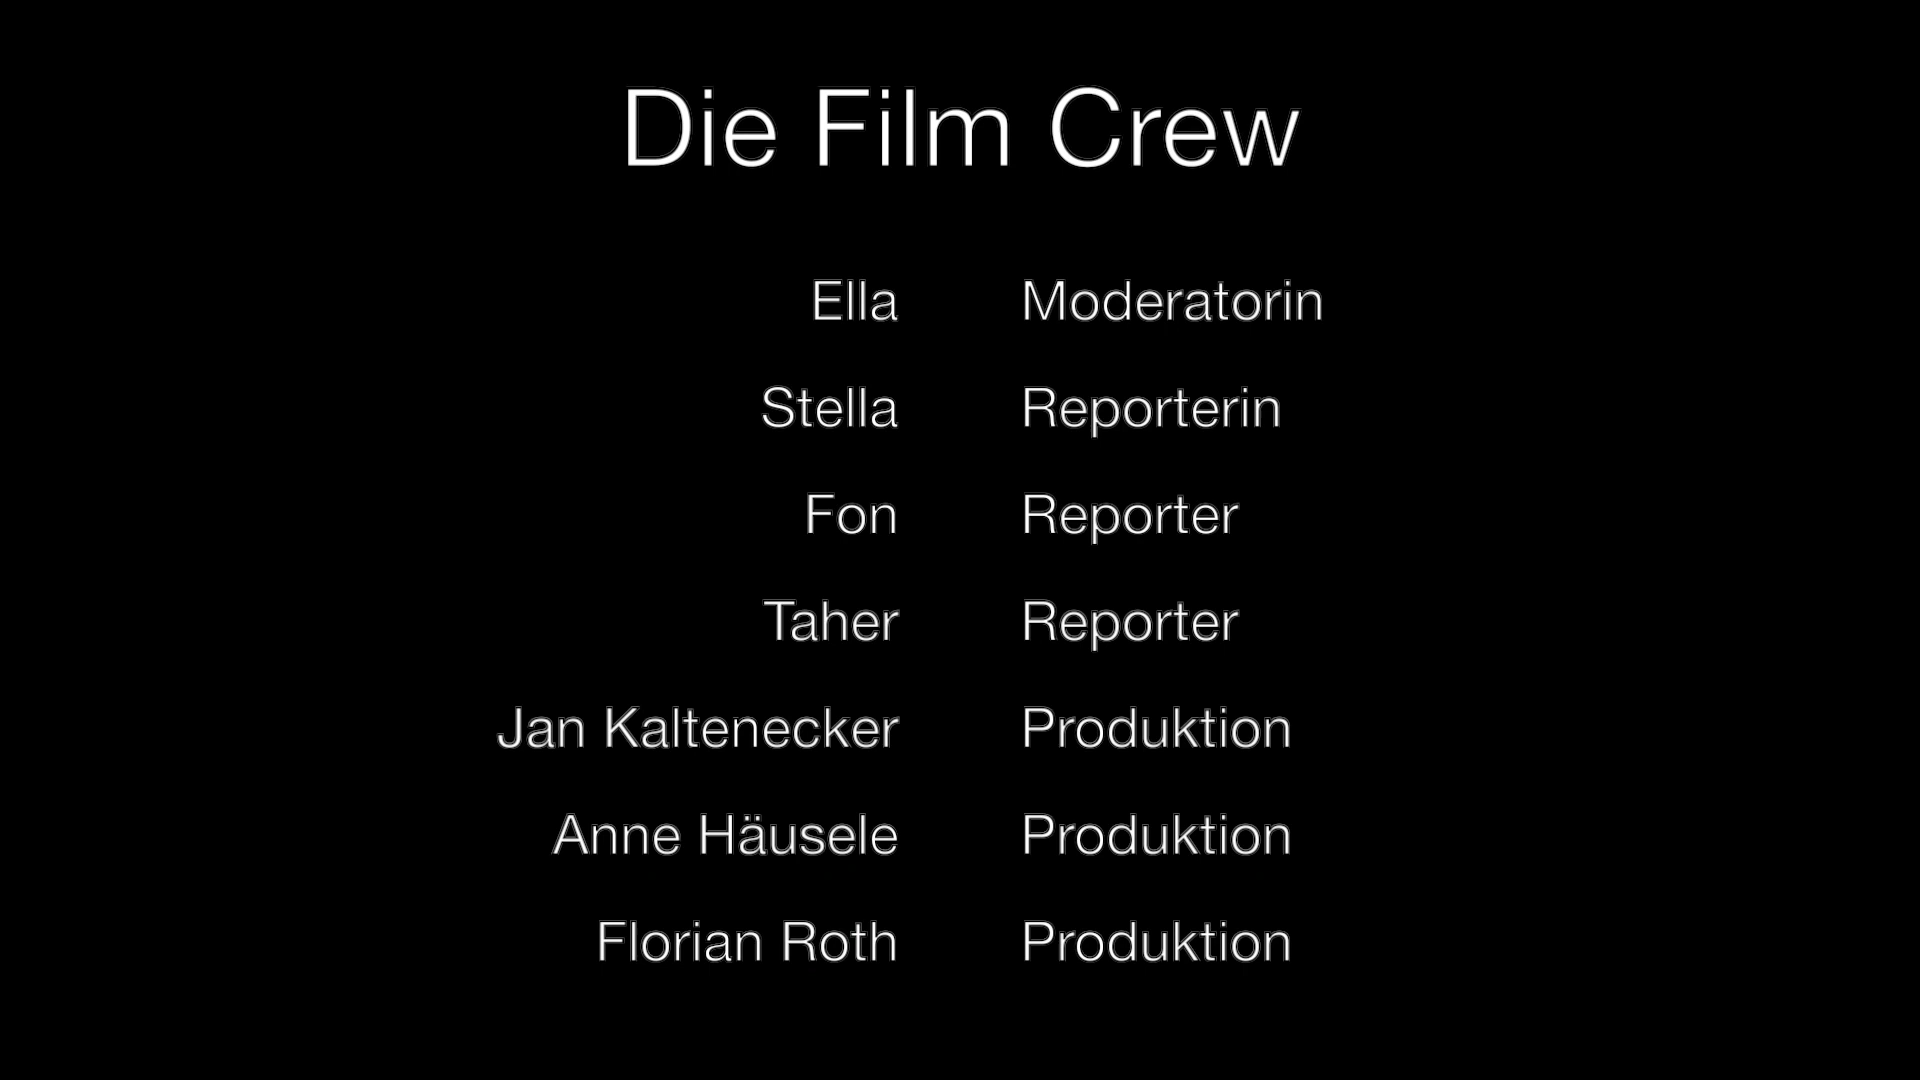 Die Film Crew
Ella Moderatorin
Stella Reporterin
Fon Reporter
Taher Reporter
Jan Kaltenecker Produktion
Anne Häusele Produktion
Florian Roth Produktion